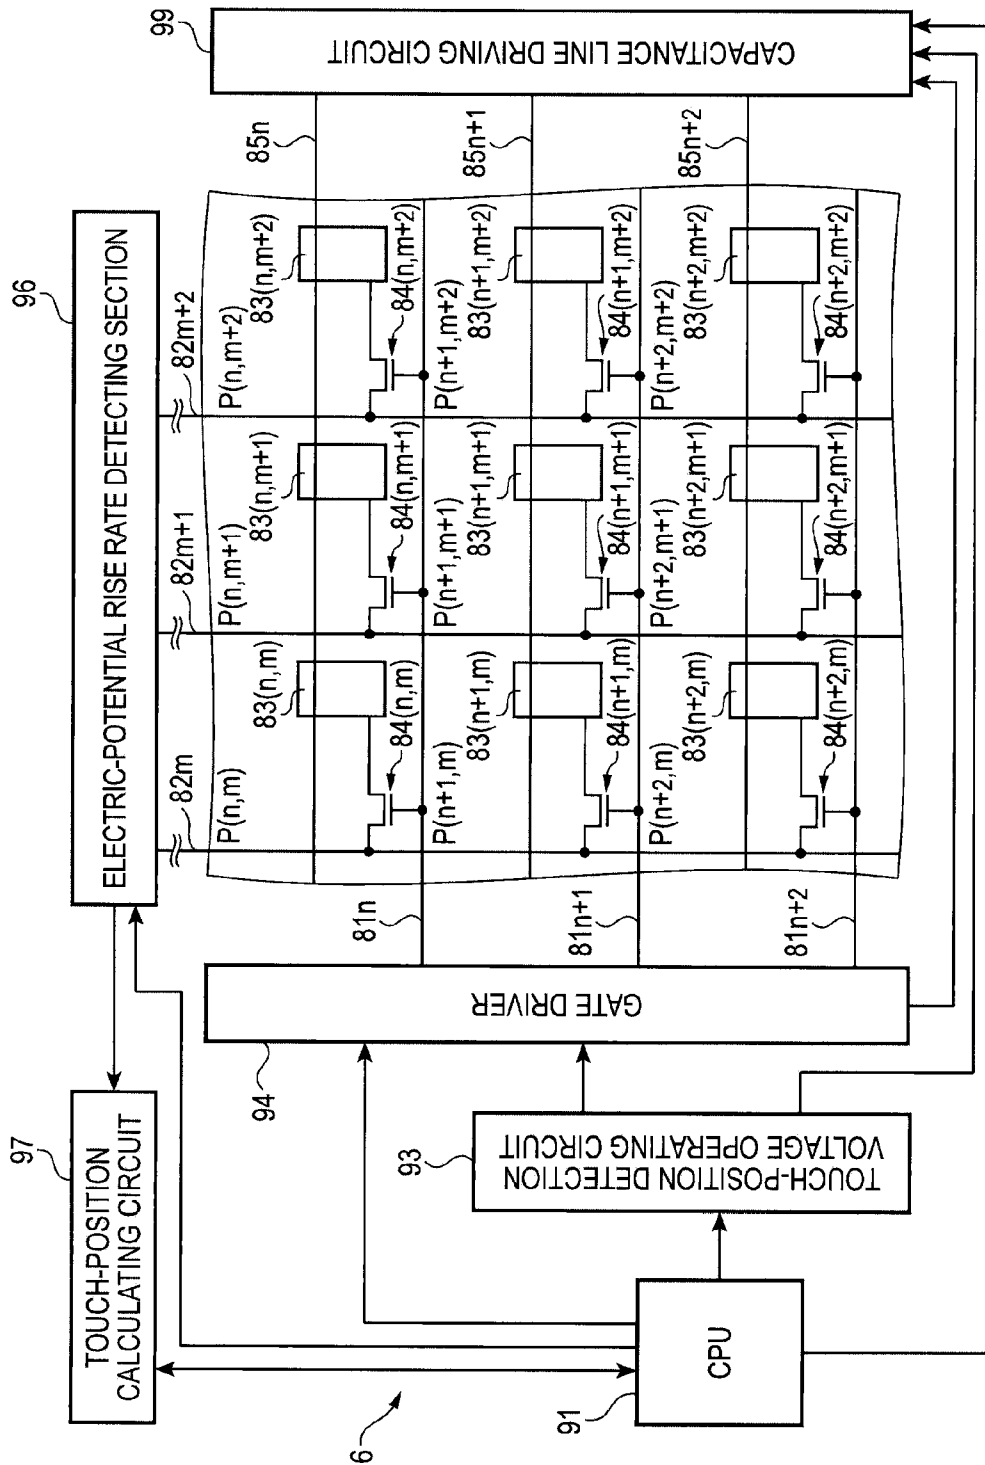 96
ELECTRIC-POTENTIAL RISE RATE DETECTING SECTION
97
TOUCH-POSITION
CALCULATING CIRCUIT
82m
82m+1
82m+2
P(n,m)
P(n,m+1)
P(n,m+2)
83(n,m)
83(n,m+1)
83(n,m+2)
85n
84(n,m)
84(n,m+1)
84(n,m+2)
81n
P(n+1,m)
P(n+1,m+1)
P(n+1,m+2)
83(n+1,m)
83(n+1,m+1)
83(n+1,m+2)
85n+1
84(n+1,m)
84(n+1,m+1)
84(n+1,m+2)
81n+1
P(n+2,m)
P(n+2,m+1)
P(n+2,m+2)
83(n+2,m)
83(n+2,m+1)
83(n+2,m+2)
85n+2
84(n+2,m)
84(n+2,m+1)
84(n+2,m+2)
81n+2
99
CAPACITANCE LINE DRIVING CIRCUIT
94
GATE DRIVER
93
TOUCH-POSITION DETECTION
VOLTAGE OPERATING CIRCUIT
91
CPU
6